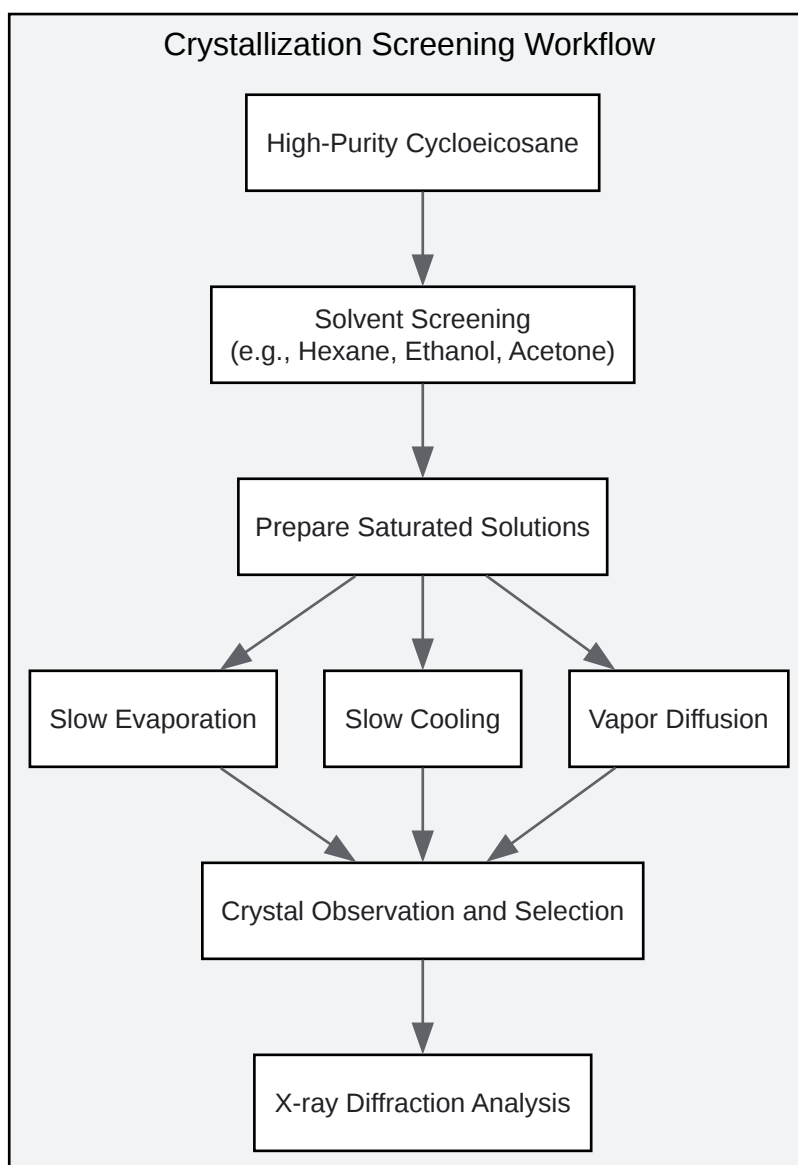 Crystallization Screening Workflow
High-Purity Cycloeicosane
Solvent Screening
(e.g., Hexane, Ethanol, Acetone)
Prepare Saturated Solutions
Slow Evaporation
Slow Cooling
Vapor Diffusion
Crystal Observation and Selection
X-ray Diffraction Analysis